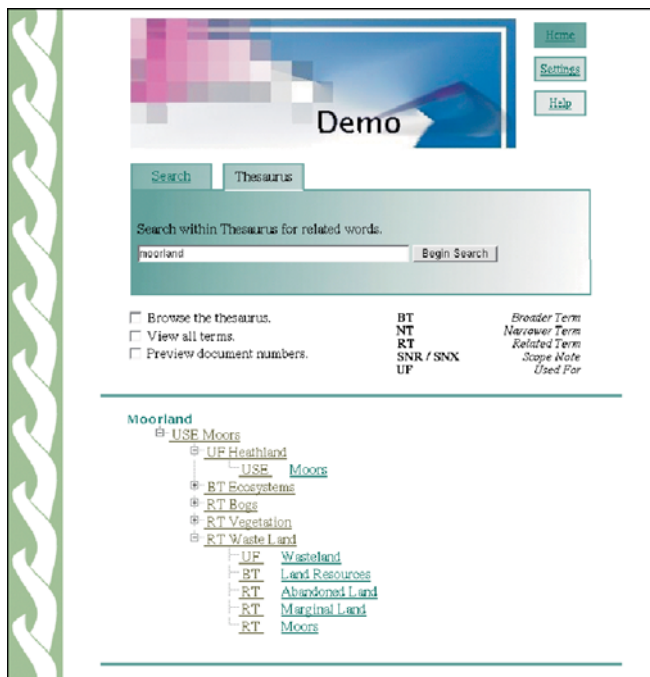 Home
Settings
Help
Demo
Search Thesaurus
Search within Thesaurus for related words.
moorland Begin Search
Browse the thesaurus. BT Broader Term
View all terms. NT Narrower Term
Preview document numbers. RT Related Term
SNR / SNX Scope Note
UF Used For
Moorland
USE Moors
UF Heathland
USE Moors
BT Ecosystems
RT Bogs
RT Vegetation
RT Waste Land
UF Wasteland
BT Land Resources
RT Abandoned Land
RT Marginal Land
RT Moors